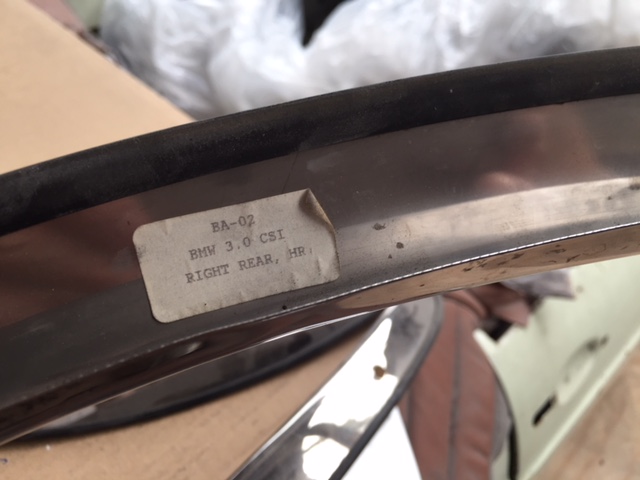 BA-02
BMW 3.0 CSI
RIGHT REAR, HR.